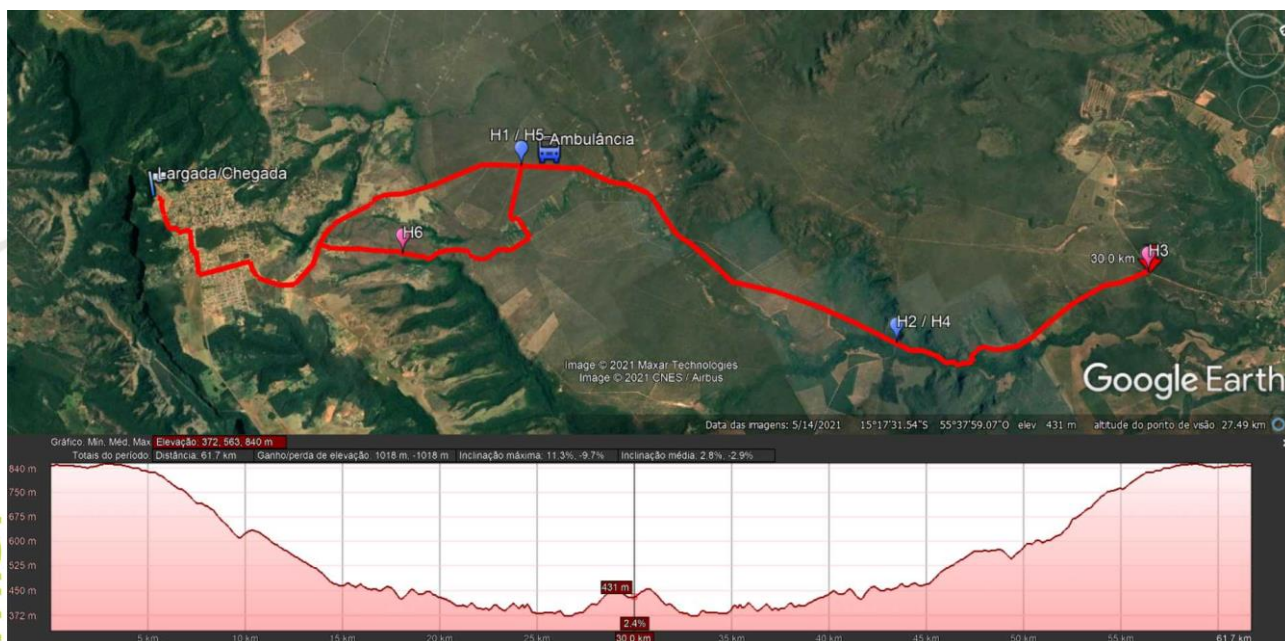 H1 / H5
Ambulância
Largada/Chegada
H6
30.0 km
H3
H2 / H4
Image © 2021 Maxar Technologies
Image © 2021 CNES / Airbus
Google Earth
Data das imagens: 5/14/2021 15°17'31.54"S 55°37'59.07"O elev 431 m altitude do ponto de visão 27.49 km
Gráfico: Mín, Méd, Max Elevação: 372, 563, 840 m
Totais do período: Distância: 61.7 km Ganho/perda de elevação: 1018 m, -1018 m Inclinação máxima: 11.3%, -9.7% Inclinação média: 2.8%, -2.9%
840 m
750 m
675 m
600 m
525 m
450 m
431 m
372 m
2.4%
5 km 10 km 15 km 20 km 25 km 30.0 km 35 km 40 km 45 km 50 km 55 km 61.7 km